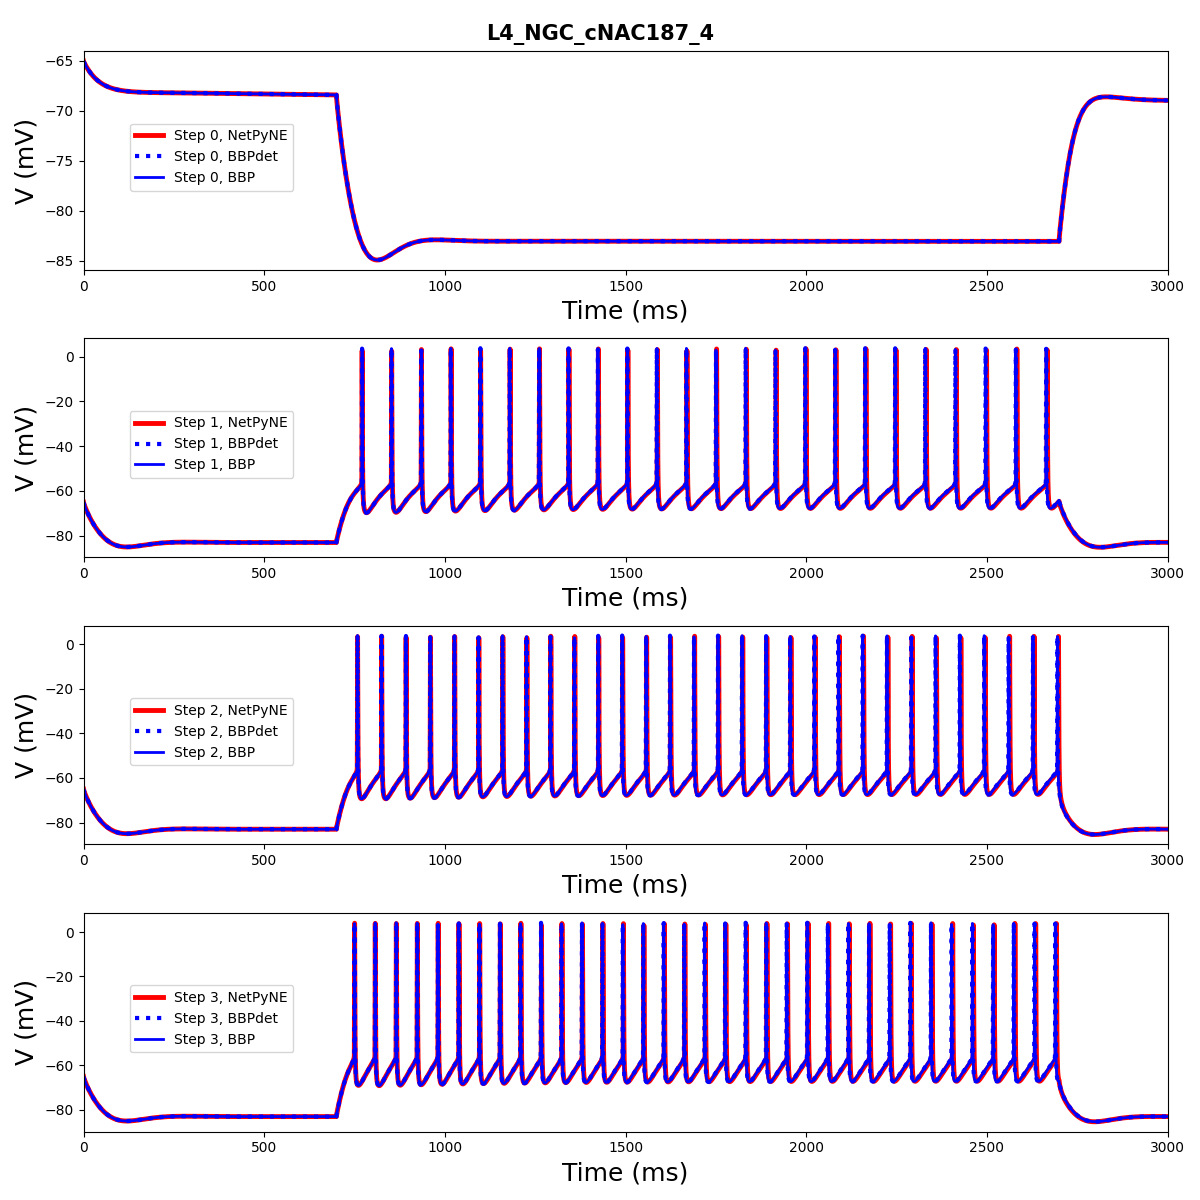 L4_NGC_cNAC187_4
−65
−70
−75
−80
−85
V (mV)
Step 0, NetPyNE
Step 0, BBPdet
Step 0, BBP
0 500 1000 1500 2000 2500 3000
Time (ms)
0
−20
−40
−60
−80
V (mV)
Step 1, NetPyNE
Step 1, BBPdet
Step 1, BBP
0 500 1000 1500 2000 2500 3000
Time (ms)
0
−20
−40
−60
−80
V (mV)
Step 2, NetPyNE
Step 2, BBPdet
Step 2, BBP
0 500 1000 1500 2000 2500 3000
Time (ms)
0
−20
−40
−60
−80
V (mV)
Step 3, NetPyNE
Step 3, BBPdet
Step 3, BBP
0 500 1000 1500 2000 2500 3000
Time (ms)